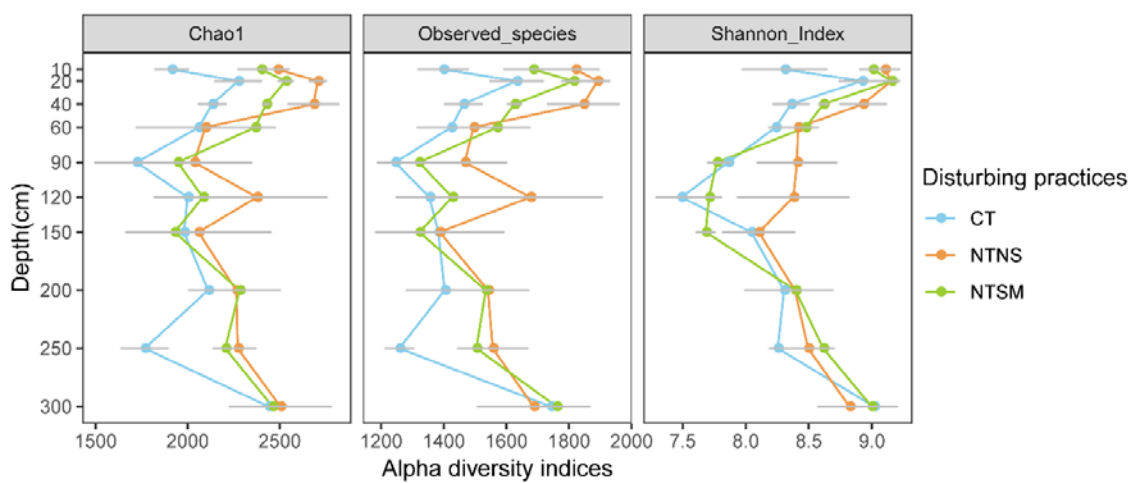 Chao1
Observed_species
Shannon_Index
Depth(cm)
10
20
40
60
90
120
150
200
250
300
1500 2000 2500
1200 1400 1600 1800 2000
7.5 8.0 8.5 9.0
Alpha diversity indices
Disturbing practices
CT
NTNS
NTSM